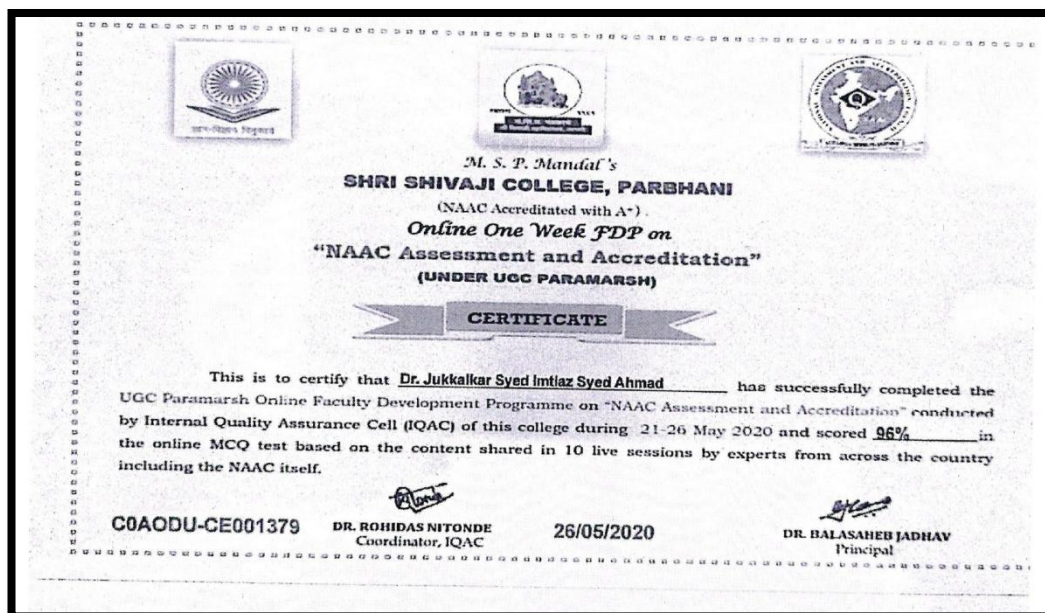 ज्ञान-विज्ञान विमुक्तये
M. S. P. Mandal's
SHRI SHIVAJI COLLEGE, PARBHANI
(NAAC Accreditated with A+) .
Online One Week FDP on
“NAAC Assessment and Accreditation”
(UNDER UGC PARAMARSH)
CERTIFICATE
This is to certify that Dr. Jukkalkar Syed Imtiaz Syed Ahmad has successfully completed the
UGC Paramarsh Online Faculty Development Programme on "NAAC Assessment and Accreditation" conducted
by Internal Quality Assurance Cell (IQAC) of this college during 21-26 May 2020 and scored 96% in
the online MCQ test based on the content shared in 10 live sessions by experts from across the country
including the NAAC itself.
C0AODU-CE001379
DR. ROHIDAS NITONDE
Coordinator, IQAC
26/05/2020
DR. BALASAHEB JADHAV
Principal